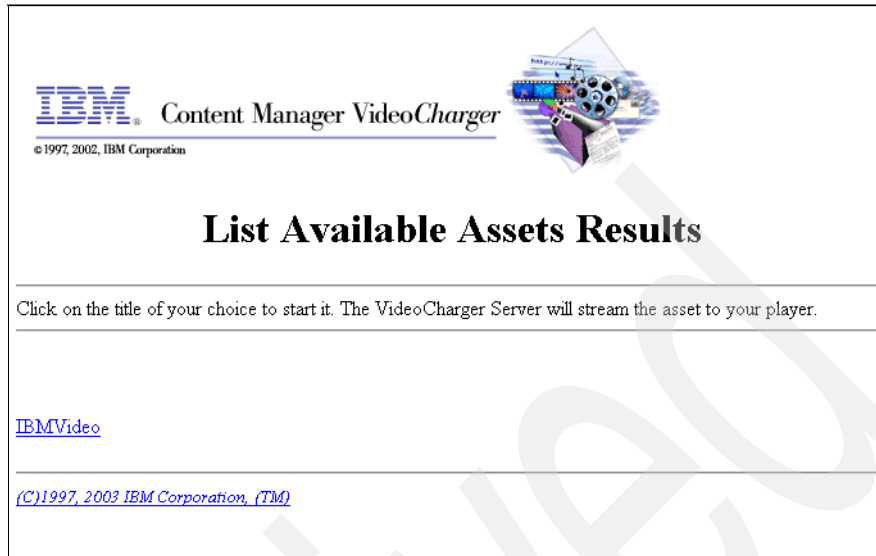 http://www.
IBM®
Content Manager VideoCharger
©1997, 2002, IBM Corporation
List Available Assets Results
Click on the title of your choice to start it. The VideoCharger Server will stream the asset to your player.
IBMVideo
(C)1997, 2003 IBM Corporation, (TM)